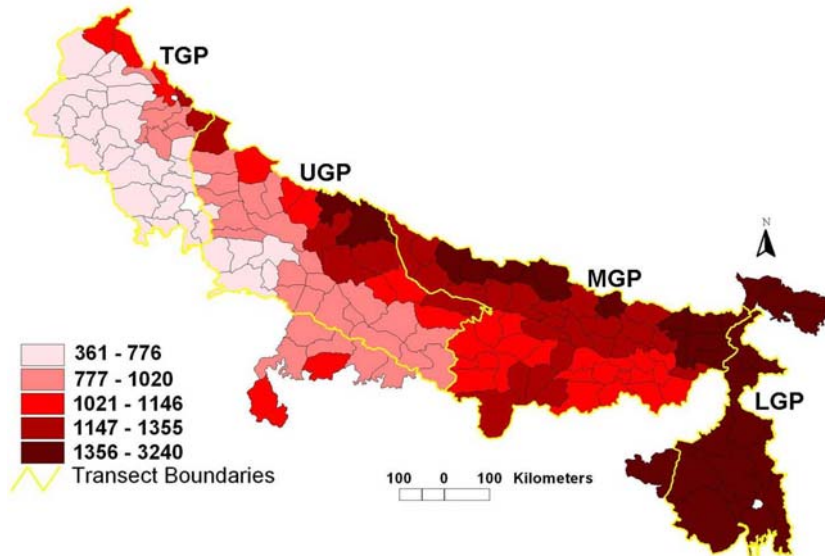 TGP
UGP
N
MGP
LGP
361 - 776
777 - 1020
1021 - 1146
1147 - 1355
1356 - 3240
Transect Boundaries
100 0 100 Kilometers